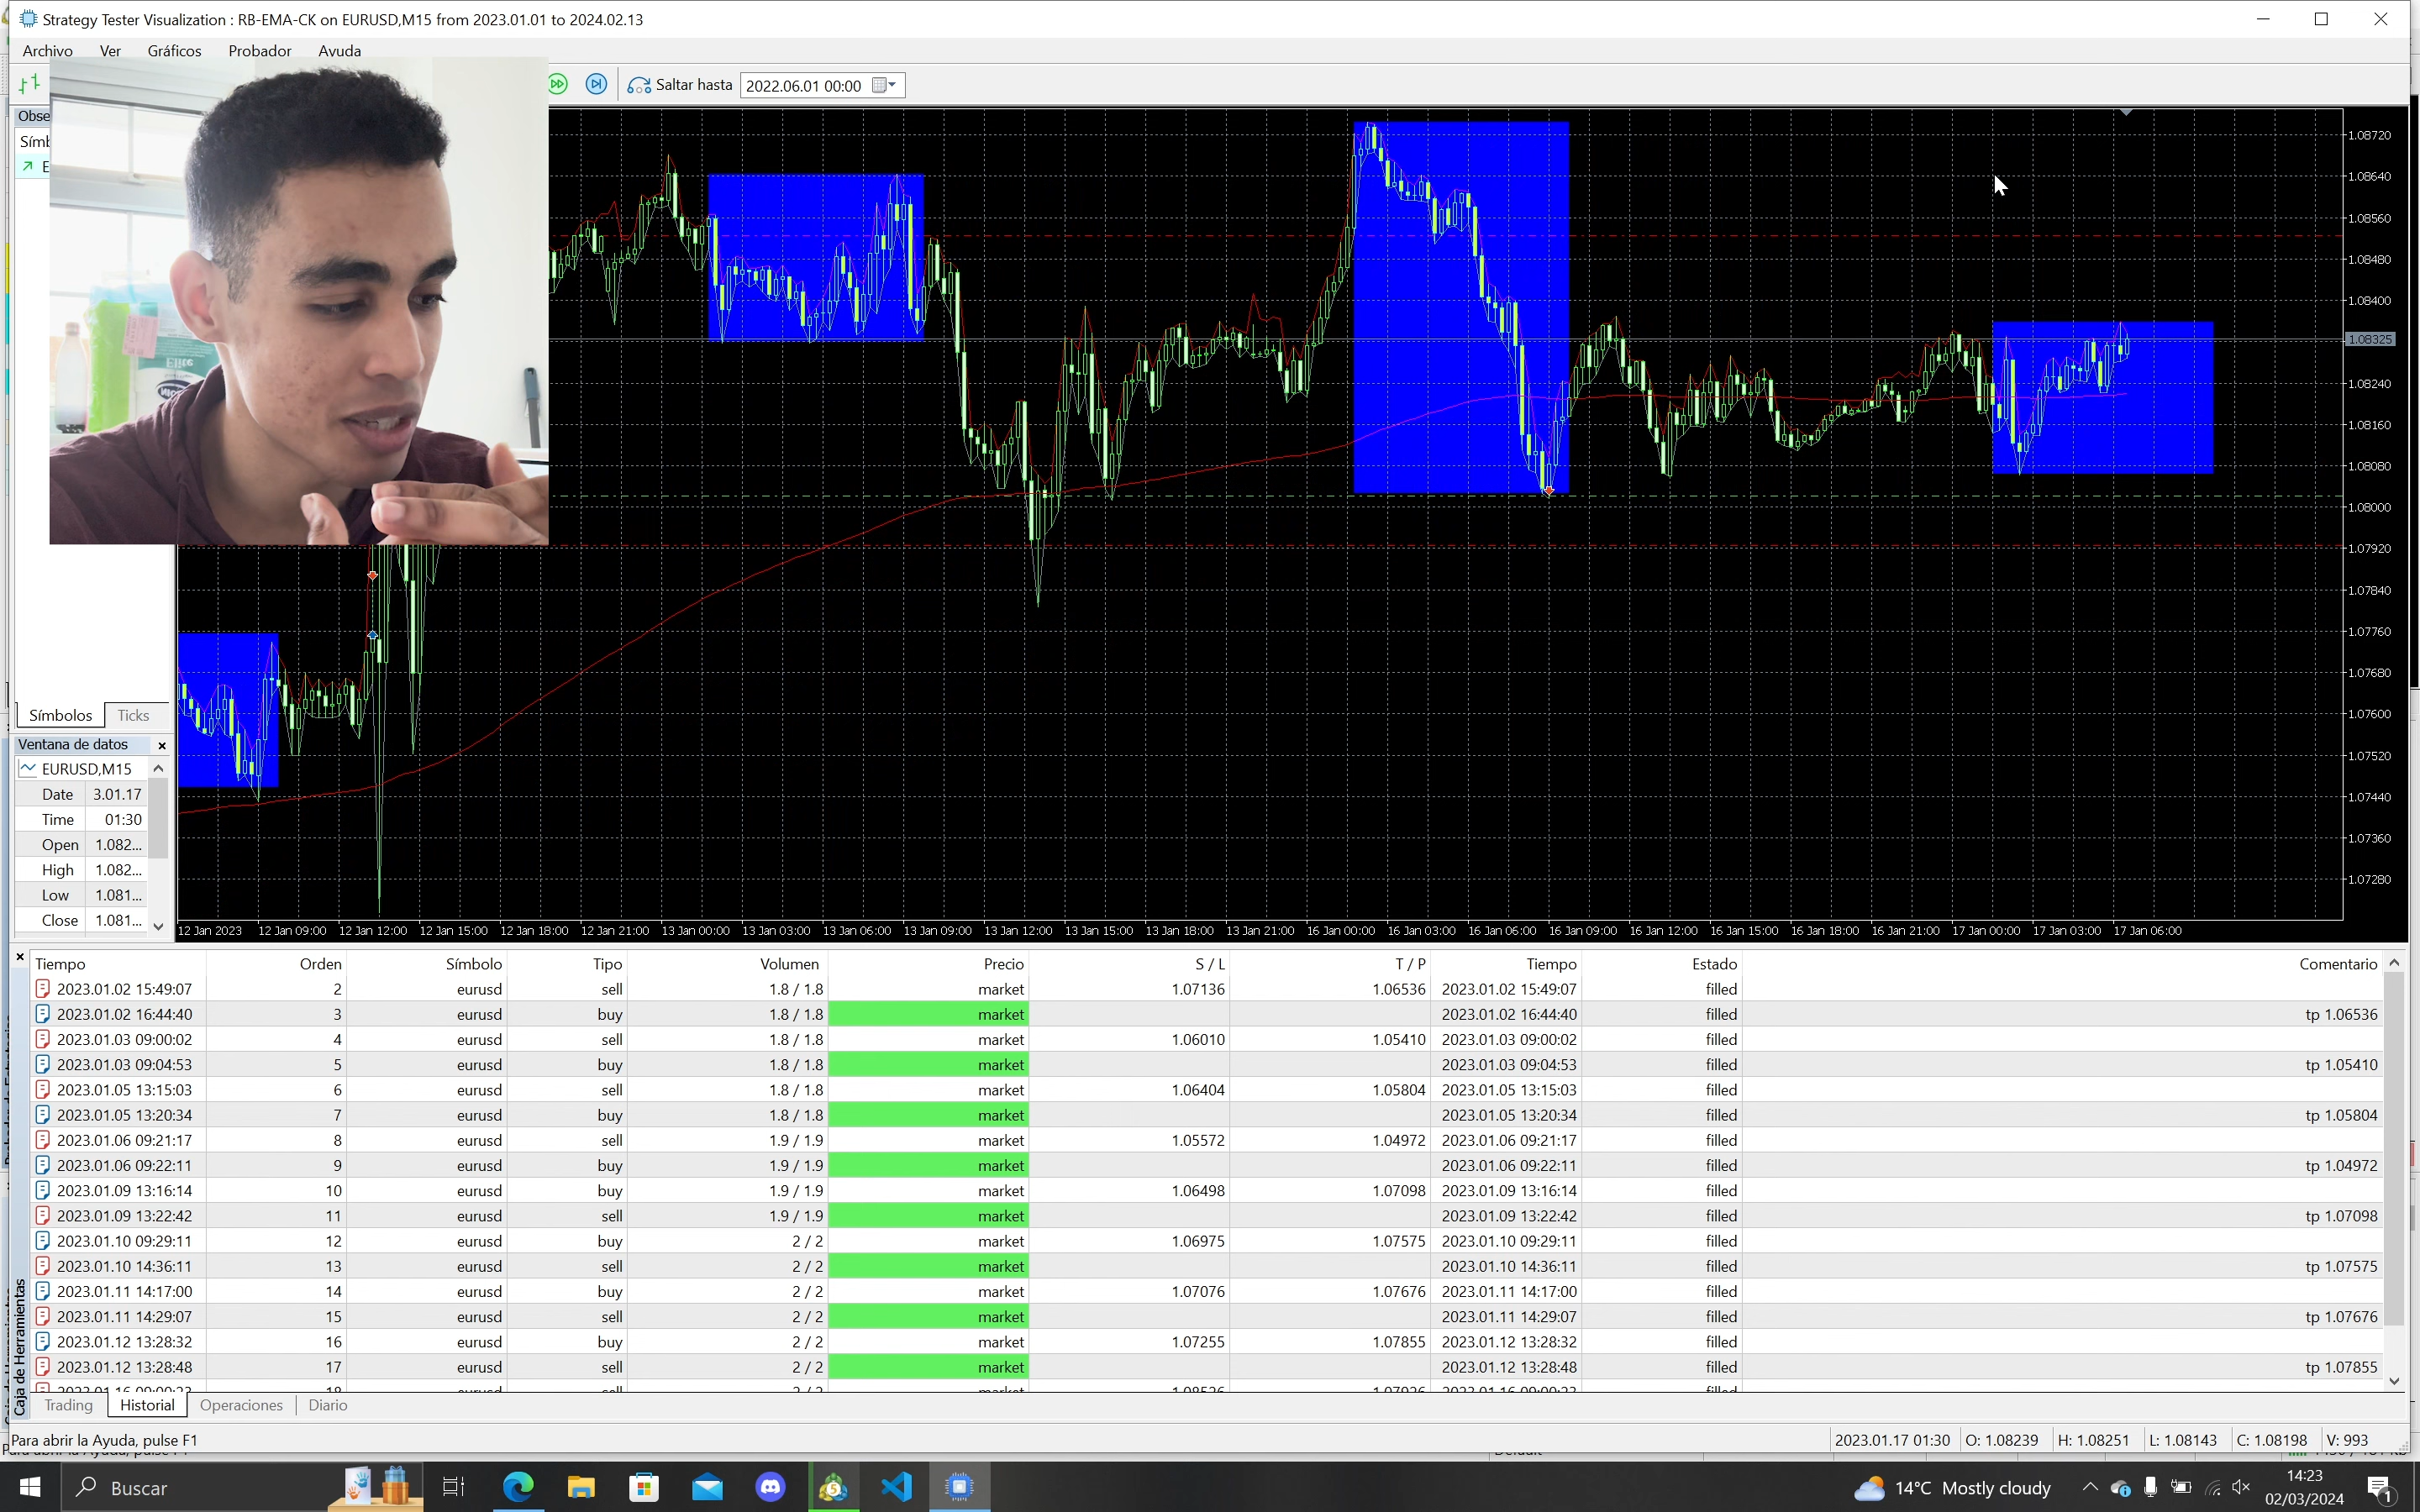 Strategy Tester Visualization : RB-EMA-CK on EURUSD,M15 from 2023.01.01 to 2024.02.13
Archivo Ver Gráficos Probador Ayuda
Saltar hasta 2022.06.01 00:00
1.08720
1.08640
1.08560
1.08480
1.08400
1.08325
1.08240
1.08160
1.08080
1.08000
1.07920
1.07840
1.07760
1.07680
1.07600
1.07520
1.07440
1.07360
1.07280
Elite
Símbolos Ticks
Ventana de datos
EURUSD,M15
Date 3.01.17
Time 01:30
Open 1.082...
High 1.082...
Low 1.081...
Close 1.081...
12 Jan 2023 12 Jan 09:00 12 Jan 12:00 12 Jan 15:00 12 Jan 18:00 12 Jan 21:00 13 Jan 00:00 13 Jan 03:00 13 Jan 06:00 13 Jan 09:00 13 Jan 12:00 13 Jan 15:00 13 Jan 18:00 13 Jan 21:00 16 Jan 00:00 16 Jan 03:00 16 Jan 06:00 16 Jan 09:00 16 Jan 12:00 16 Jan 15:00 16 Jan 18:00 16 Jan 21:00 17 Jan 00:00 17 Jan 03:00 17 Jan 06:00
Tiempo Orden Símbolo Tipo Volumen Precio S / L T / P Tiempo Estado Comentario
2023.01.02 15:49:07 2 eurusd sell 1.8 / 1.8 market 1.07136 1.06536 2023.01.02 15:49:07 filled
2023.01.02 16:44:40 3 eurusd buy 1.8 / 1.8 market 2023.01.02 16:44:40 filled tp 1.06536
2023.01.03 09:00:02 4 eurusd sell 1.8 / 1.8 market 1.06010 1.05410 2023.01.03 09:00:02 filled
2023.01.03 09:04:53 5 eurusd buy 1.8 / 1.8 market 2023.01.03 09:04:53 filled tp 1.05410
2023.01.05 13:15:03 6 eurusd sell 1.8 / 1.8 market 1.06404 1.05804 2023.01.05 13:15:03 filled
2023.01.05 13:20:34 7 eurusd buy 1.8 / 1.8 market 2023.01.05 13:20:34 filled tp 1.05804
2023.01.06 09:21:17 8 eurusd sell 1.9 / 1.9 market 1.05572 1.04972 2023.01.06 09:21:17 filled
2023.01.06 09:22:11 9 eurusd buy 1.9 / 1.9 market 2023.01.06 09:22:11 filled tp 1.04972
2023.01.09 13:16:14 10 eurusd buy 1.9 / 1.9 market 1.06498 1.07098 2023.01.09 13:16:14 filled
2023.01.09 13:22:42 11 eurusd sell 1.9 / 1.9 market 2023.01.09 13:22:42 filled tp 1.07098
2023.01.10 09:29:11 12 eurusd buy 2 / 2 market 1.06975 1.07575 2023.01.10 09:29:11 filled
2023.01.10 14:36:11 13 eurusd sell 2 / 2 market 2023.01.10 14:36:11 filled tp 1.07575
2023.01.11 14:17:00 14 eurusd buy 2 / 2 market 1.07076 1.07676 2023.01.11 14:17:00 filled
2023.01.11 14:29:07 15 eurusd sell 2 / 2 market 2023.01.11 14:29:07 filled tp 1.07676
2023.01.12 13:28:32 16 eurusd buy 2 / 2 market 1.07255 1.07855 2023.01.12 13:28:32 filled
2023.01.12 13:28:48 17 eurusd sell 2 / 2 market 2023.01.12 13:28:48 filled tp 1.07855
Caja de Herramientas
Trading Historial Operaciones Diario
Para abrir la Ayuda, pulse F1
2023.01.17 01:30 O: 1.08239 H: 1.08251 L: 1.08143 C: 1.08198 V: 993
Buscar
14°C Mostly cloudy
14:23
02/03/2024
1